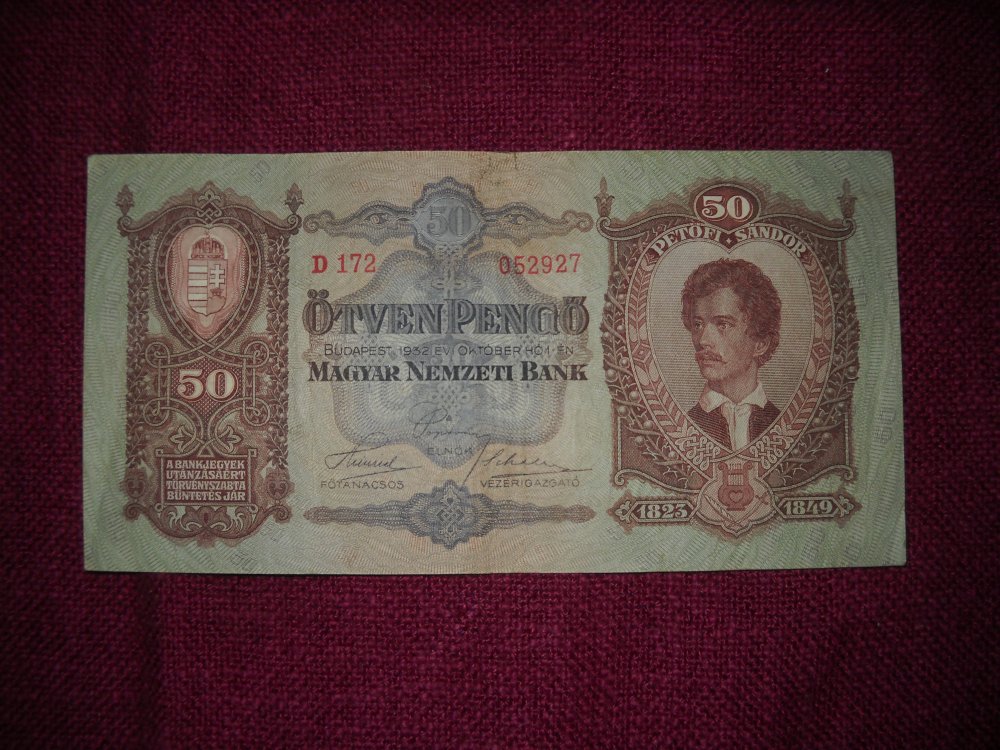 50
50
PETŐFI SÁNDOR
D 172
052927
ÖTVEN PENGŐ
BUDAPEST, 1932 ÉVI OKTÓBER HÓ 1-ÉN
MAGYAR NEMZETI BANK
50
ELNÖK
FŐTANÁCSOS
VEZÉRIGAZGATÓ
A BANKJEGYEK
UTÁNZÁSÁÉRT
TÖRVÉNYSZABTA
BÜNTETÉS JÁR
1823
1849